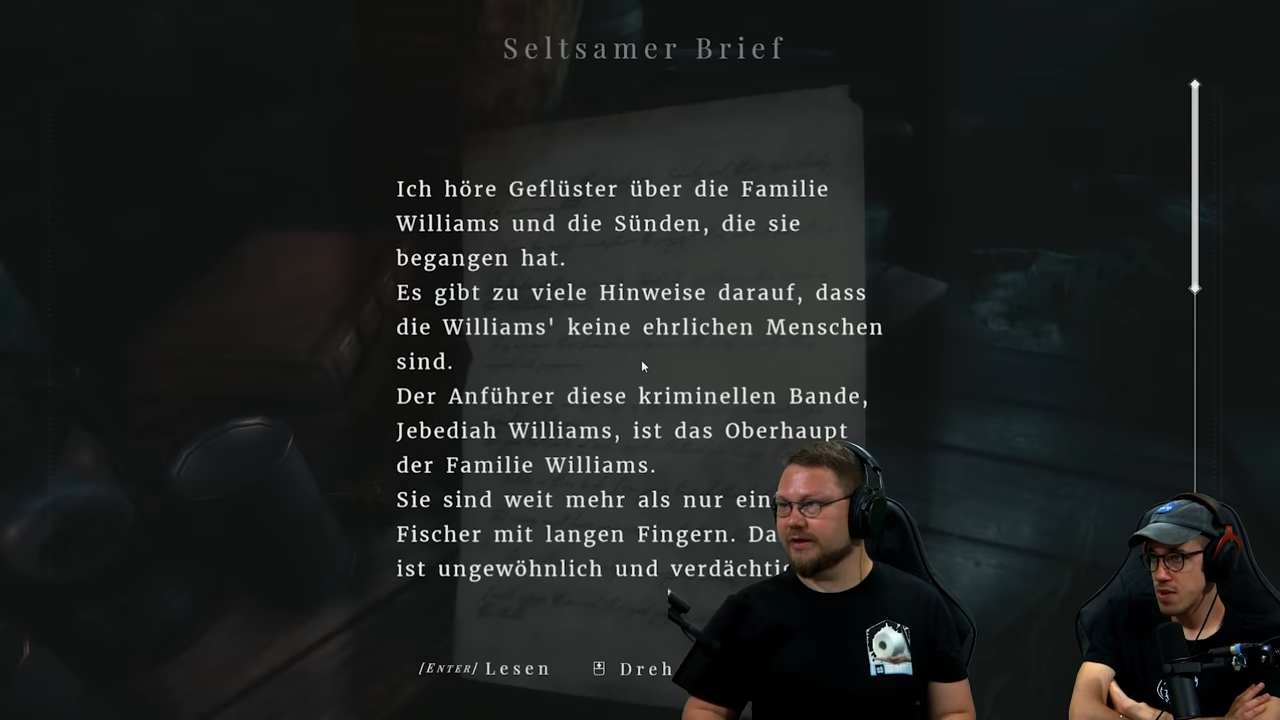 Seltsamer Brief
Ich höre Geflüster über die Familie
Williams und die Sünden, die sie
begangen hat.
Es gibt zu viele Hinweise darauf, dass
die Williams' keine ehrlichen Menschen
sind.
Der Anführer diese kriminellen Bande,
Jebediah Williams, ist das Oberhaupt
der Familie Williams.
Sie sind weit mehr als nur ein
Fischer mit langen Fingern. Da
ist ungewöhnlich und verdächti
[Enter] Lesen
Dreh